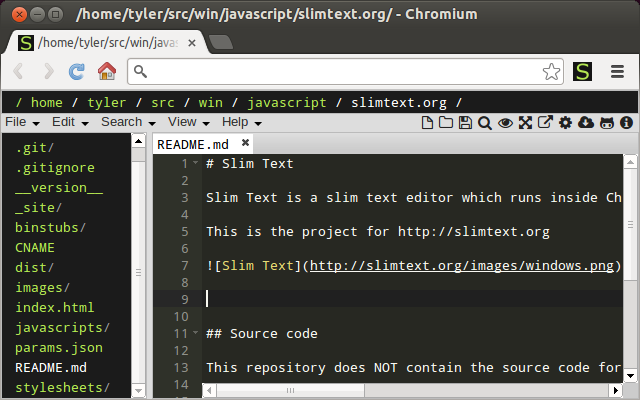 /home/tyler/src/win/javascript/slimtext.org/ - Chromium
S /home/tyler/src/win/javas
S
/ home / tyler / src / win / javascript / slimtext.org /
File Edit Search View Help
.git/
.gitignore
__version__
_site/
binstubs/
CNAME
dist/
images/
index.html
javascripts/
params.json
README.md
stylesheets/
README.md
1 # Slim Text
2
3 Slim Text is a slim text editor which runs inside Ch
4
5 This is the project for http://slimtext.org
6
7 ![Slim Text](http://slimtext.org/images/windows.png)
8
9
10
11 ## Source code
12
13 This repository does NOT contain the source code for
14